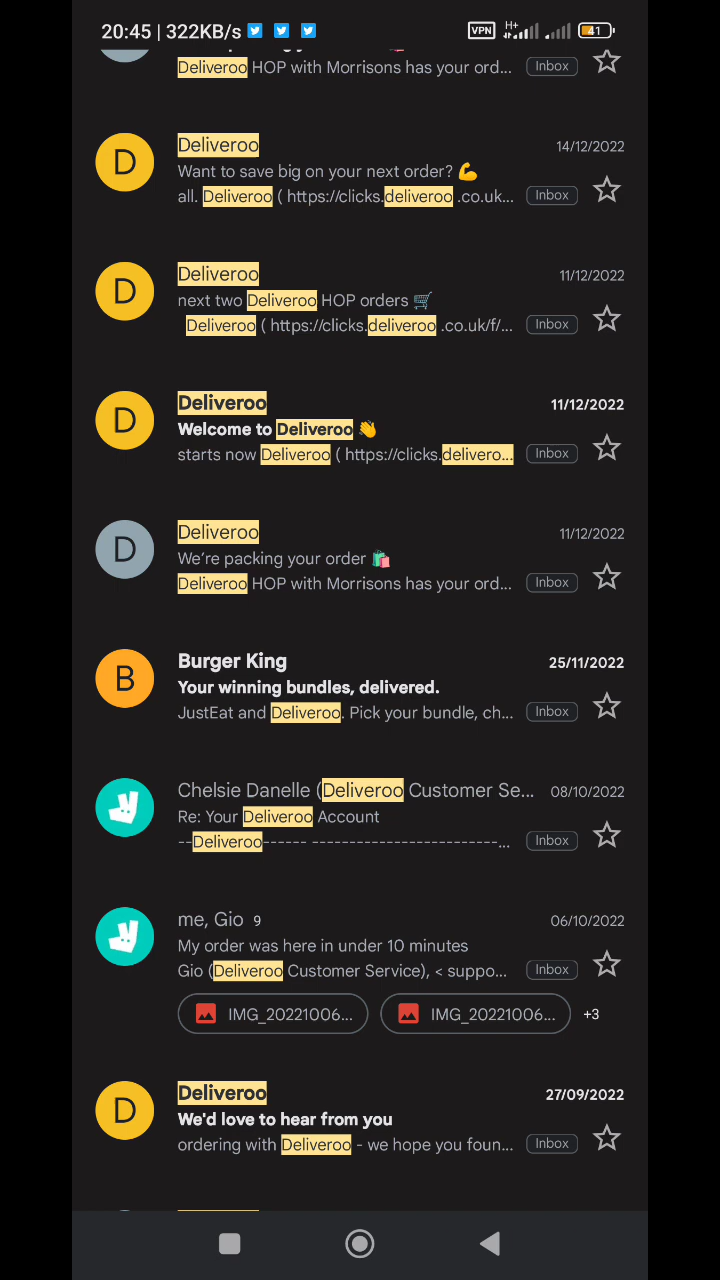 20:45 | 322KB/s VPN H+ 41
Deliveroo HOP with Morrisons has your ord... Inbox
D Deliveroo 14/12/2022
Want to save big on your next order? 💪
all. Deliveroo ( https://clicks.deliveroo .co.uk... Inbox
D Deliveroo 11/12/2022
next two Deliveroo HOP orders 🛒
Deliveroo ( https://clicks.deliveroo .co.uk/f/... Inbox
D Deliveroo 11/12/2022
Welcome to Deliveroo 👋
starts now Deliveroo ( https://clicks.delivero... Inbox
D Deliveroo 11/12/2022
We're packing your order 🛍️
Deliveroo HOP with Morrisons has your ord... Inbox
B Burger King 25/11/2022
Your winning bundles, delivered.
JustEat and Deliveroo. Pick your bundle, ch... Inbox
Chelsie Danelle (Deliveroo Customer Se... 08/10/2022
Re: Your Deliveroo Account
--Deliveroo------ -------------------------... Inbox
me, Gio 9 06/10/2022
My order was here in under 10 minutes
Gio (Deliveroo Customer Service), < suppo... Inbox
IMG_20221006... IMG_20221006... +3
D Deliveroo 27/09/2022
We'd love to hear from you
ordering with Deliveroo - we hope you foun... Inbox